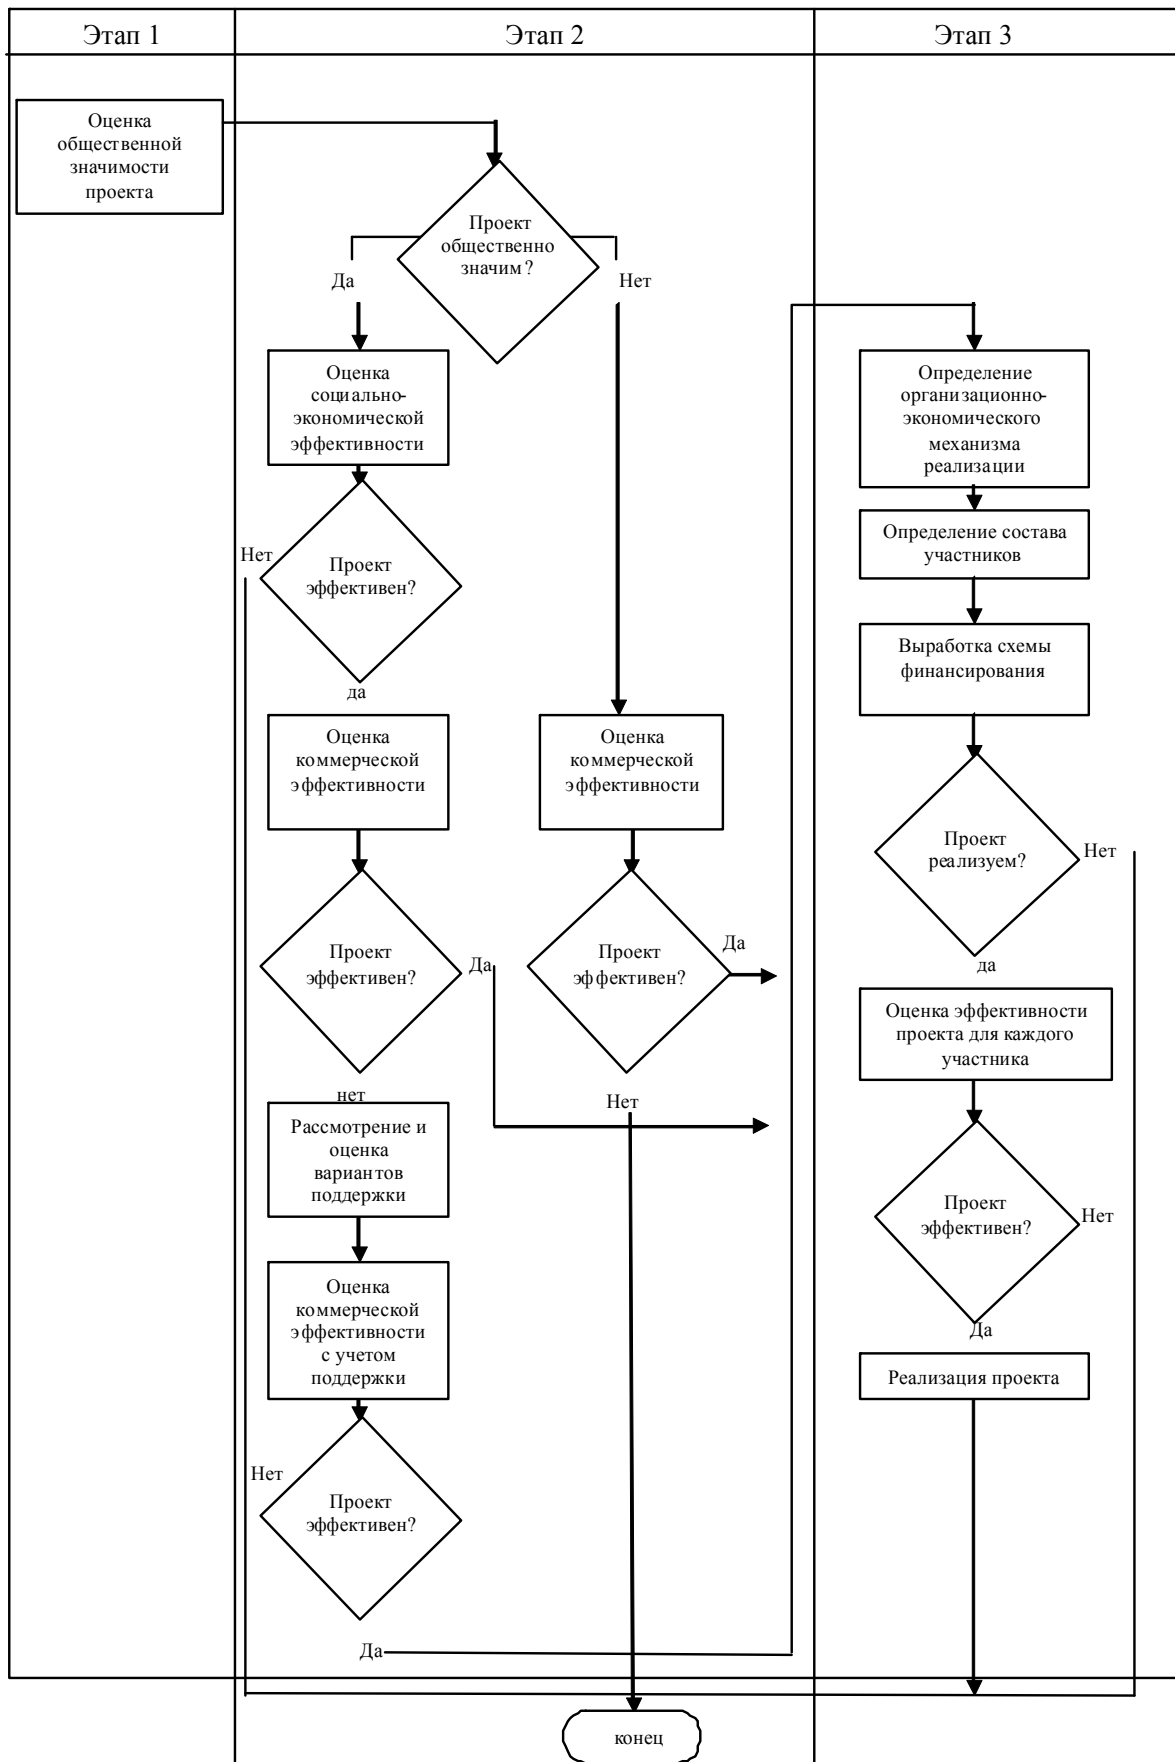 Этап 1
Этап 2
Этап 3
Оценка
общественной
значимости
проекта
Проект
общественно
значим?
Да
Нет
Оценка
социально-
экономической
эффективности
Нет
Проект
эффективен?
да
Оценка
коммерческой
эффективности
Проект
эффективен?
Да
нет
Рассмотрение и
оценка
вариантов
поддержки
Оценка
коммерческой
эффективности
с учетом
поддержки
Нет
Проект
эффективен?
Да
Оценка
коммерческой
эффективности
Проект
эффективен?
Да
Нет
конец
Определение
организационно-
экономического
механизма
реализации
Определение состава
участников
Выработка схемы
финансирования
Проект
реализуем?
Нет
да
Оценка эффективности
проекта для каждого
участника
Проект
эффективен?
Нет
Да
Реализация проекта